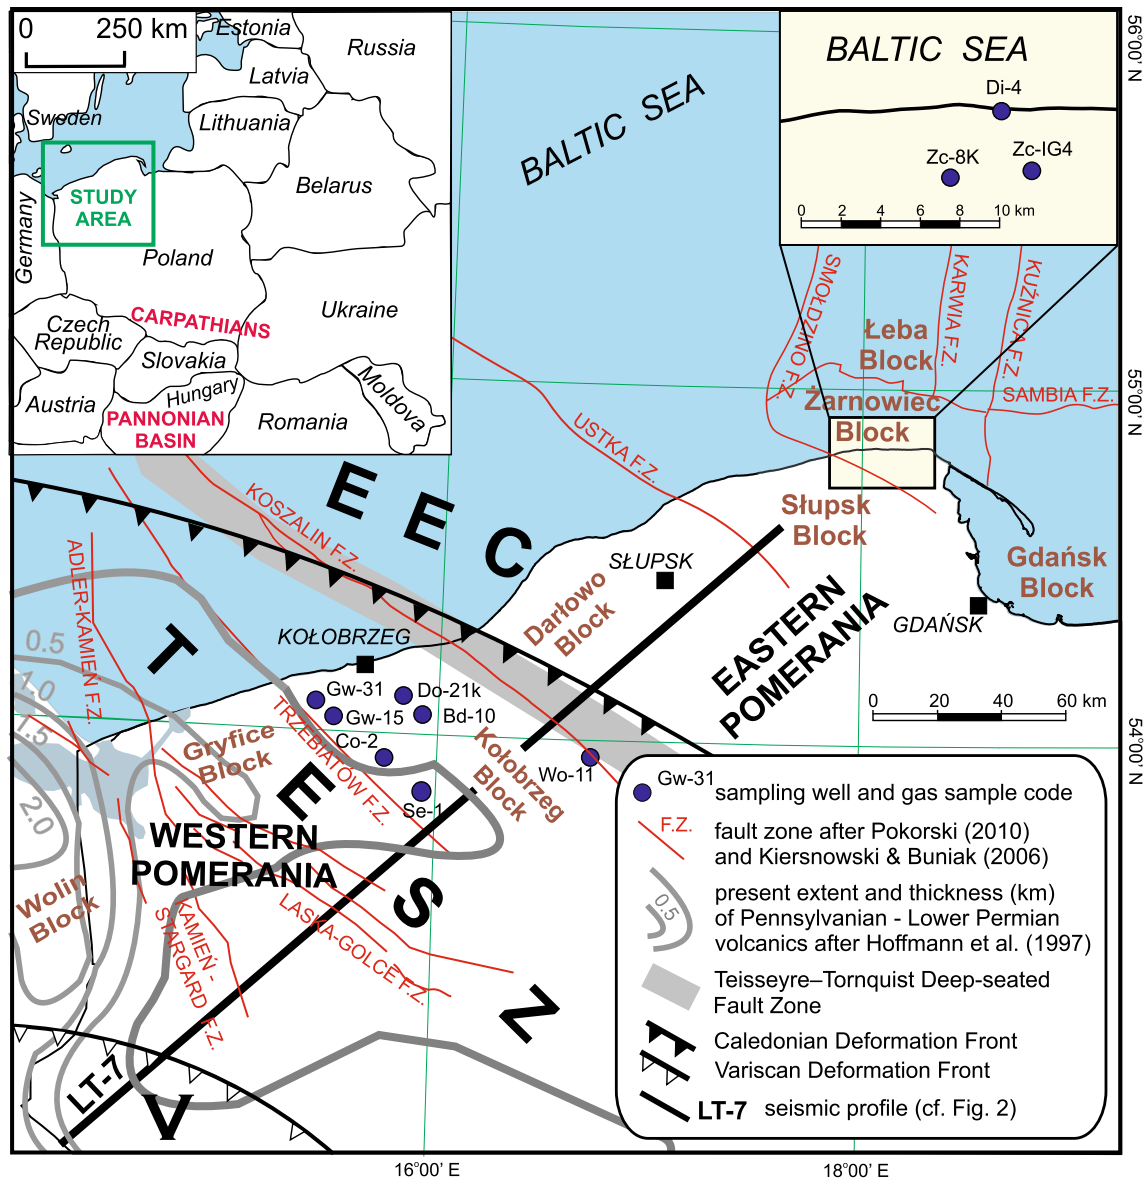 0 250 km
Estonia
Russia
Latvia
Lithuania
Sweden
Belarus
STUDY
AREA
Germany
Poland
Ukraine
CARPATHIANS
Czech
Republic
Slovakia
Hungary
Moldova
Austria
PANNONIAN
BASIN
Romania
BALTIC SEA
BALTIC SEA
Di-4
Zc-8K
Zc-IG4
0 2 4 6 8 10 km
56°00' N
SMOŁDZINO F.Z.
KARWIA F.Z.
KUŹNICA F.Z.
Łeba
Block
SAMBIA F.Z.
Żarnowiec
Block
55°00' N
USTKA F.Z.
KOSZALIN F.Z.
E E C
Słupsk
Block
SŁUPSK
Gdańsk
Block
GDAŃSK
Darłowo
Block
ADLER-KAMIEŃ F.Z.
T
KOŁOBRZEG
EASTERN
POMERANIA
0.5
1.0
1.5
2.0
Gw-31
Do-21k
Gw-15
Bd-10
Co-2
Se-1
Wo-11
TRZEBIATÓW F.Z.
Gryfice
Block
Kołobrzeg
Block
0 20 40 60 km
54°00' N
E
WESTERN
POMERANIA
S
Wolin
Block
KAMIEŃ -
STARGARD F.Z.
LASKA-GOLCE F.Z.
Z
LT-7
V
Gw-31
sampling well and gas sample code
F.Z.
fault zone after Pokorski (2010)
and Kiersnowski & Buniak (2006)
0.5
present extent and thickness (km)
of Pennsylvanian - Lower Permian
volcanics after Hoffmann et al. (1997)
Teisseyre–Tornquist Deep-seated
Fault Zone
Caledonian Deformation Front
Variscan Deformation Front
LT-7 seismic profile (cf. Fig. 2)
16°00' E
18°00' E